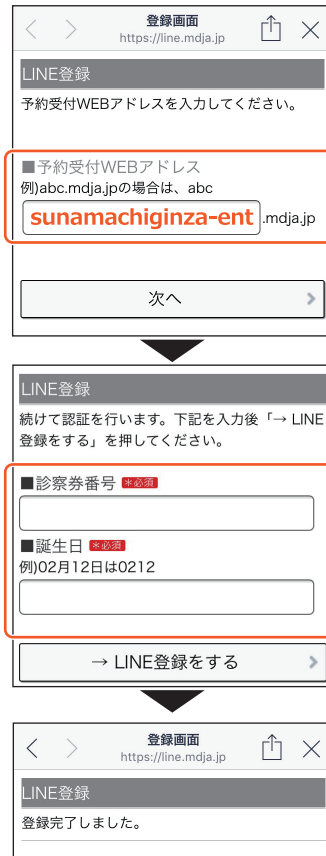 登録画面
https://line.mdja.jp
LINE登録
予約受付WEBアドレスを入力してください。
■予約受付WEBアドレス
例)abc.mdja.jpの場合は、abc
sunamachiginza-ent .mdja.jp
次へ
LINE登録
続けて認証を行います。下記を入力後「→ LINE
登録をする」を押してください。
■診察券番号 *必須
■誕生日 *必須
例)02月12日は0212
→ LINE登録をする
登録画面
https://line.mdja.jp
LINE登録
登録完了しました。